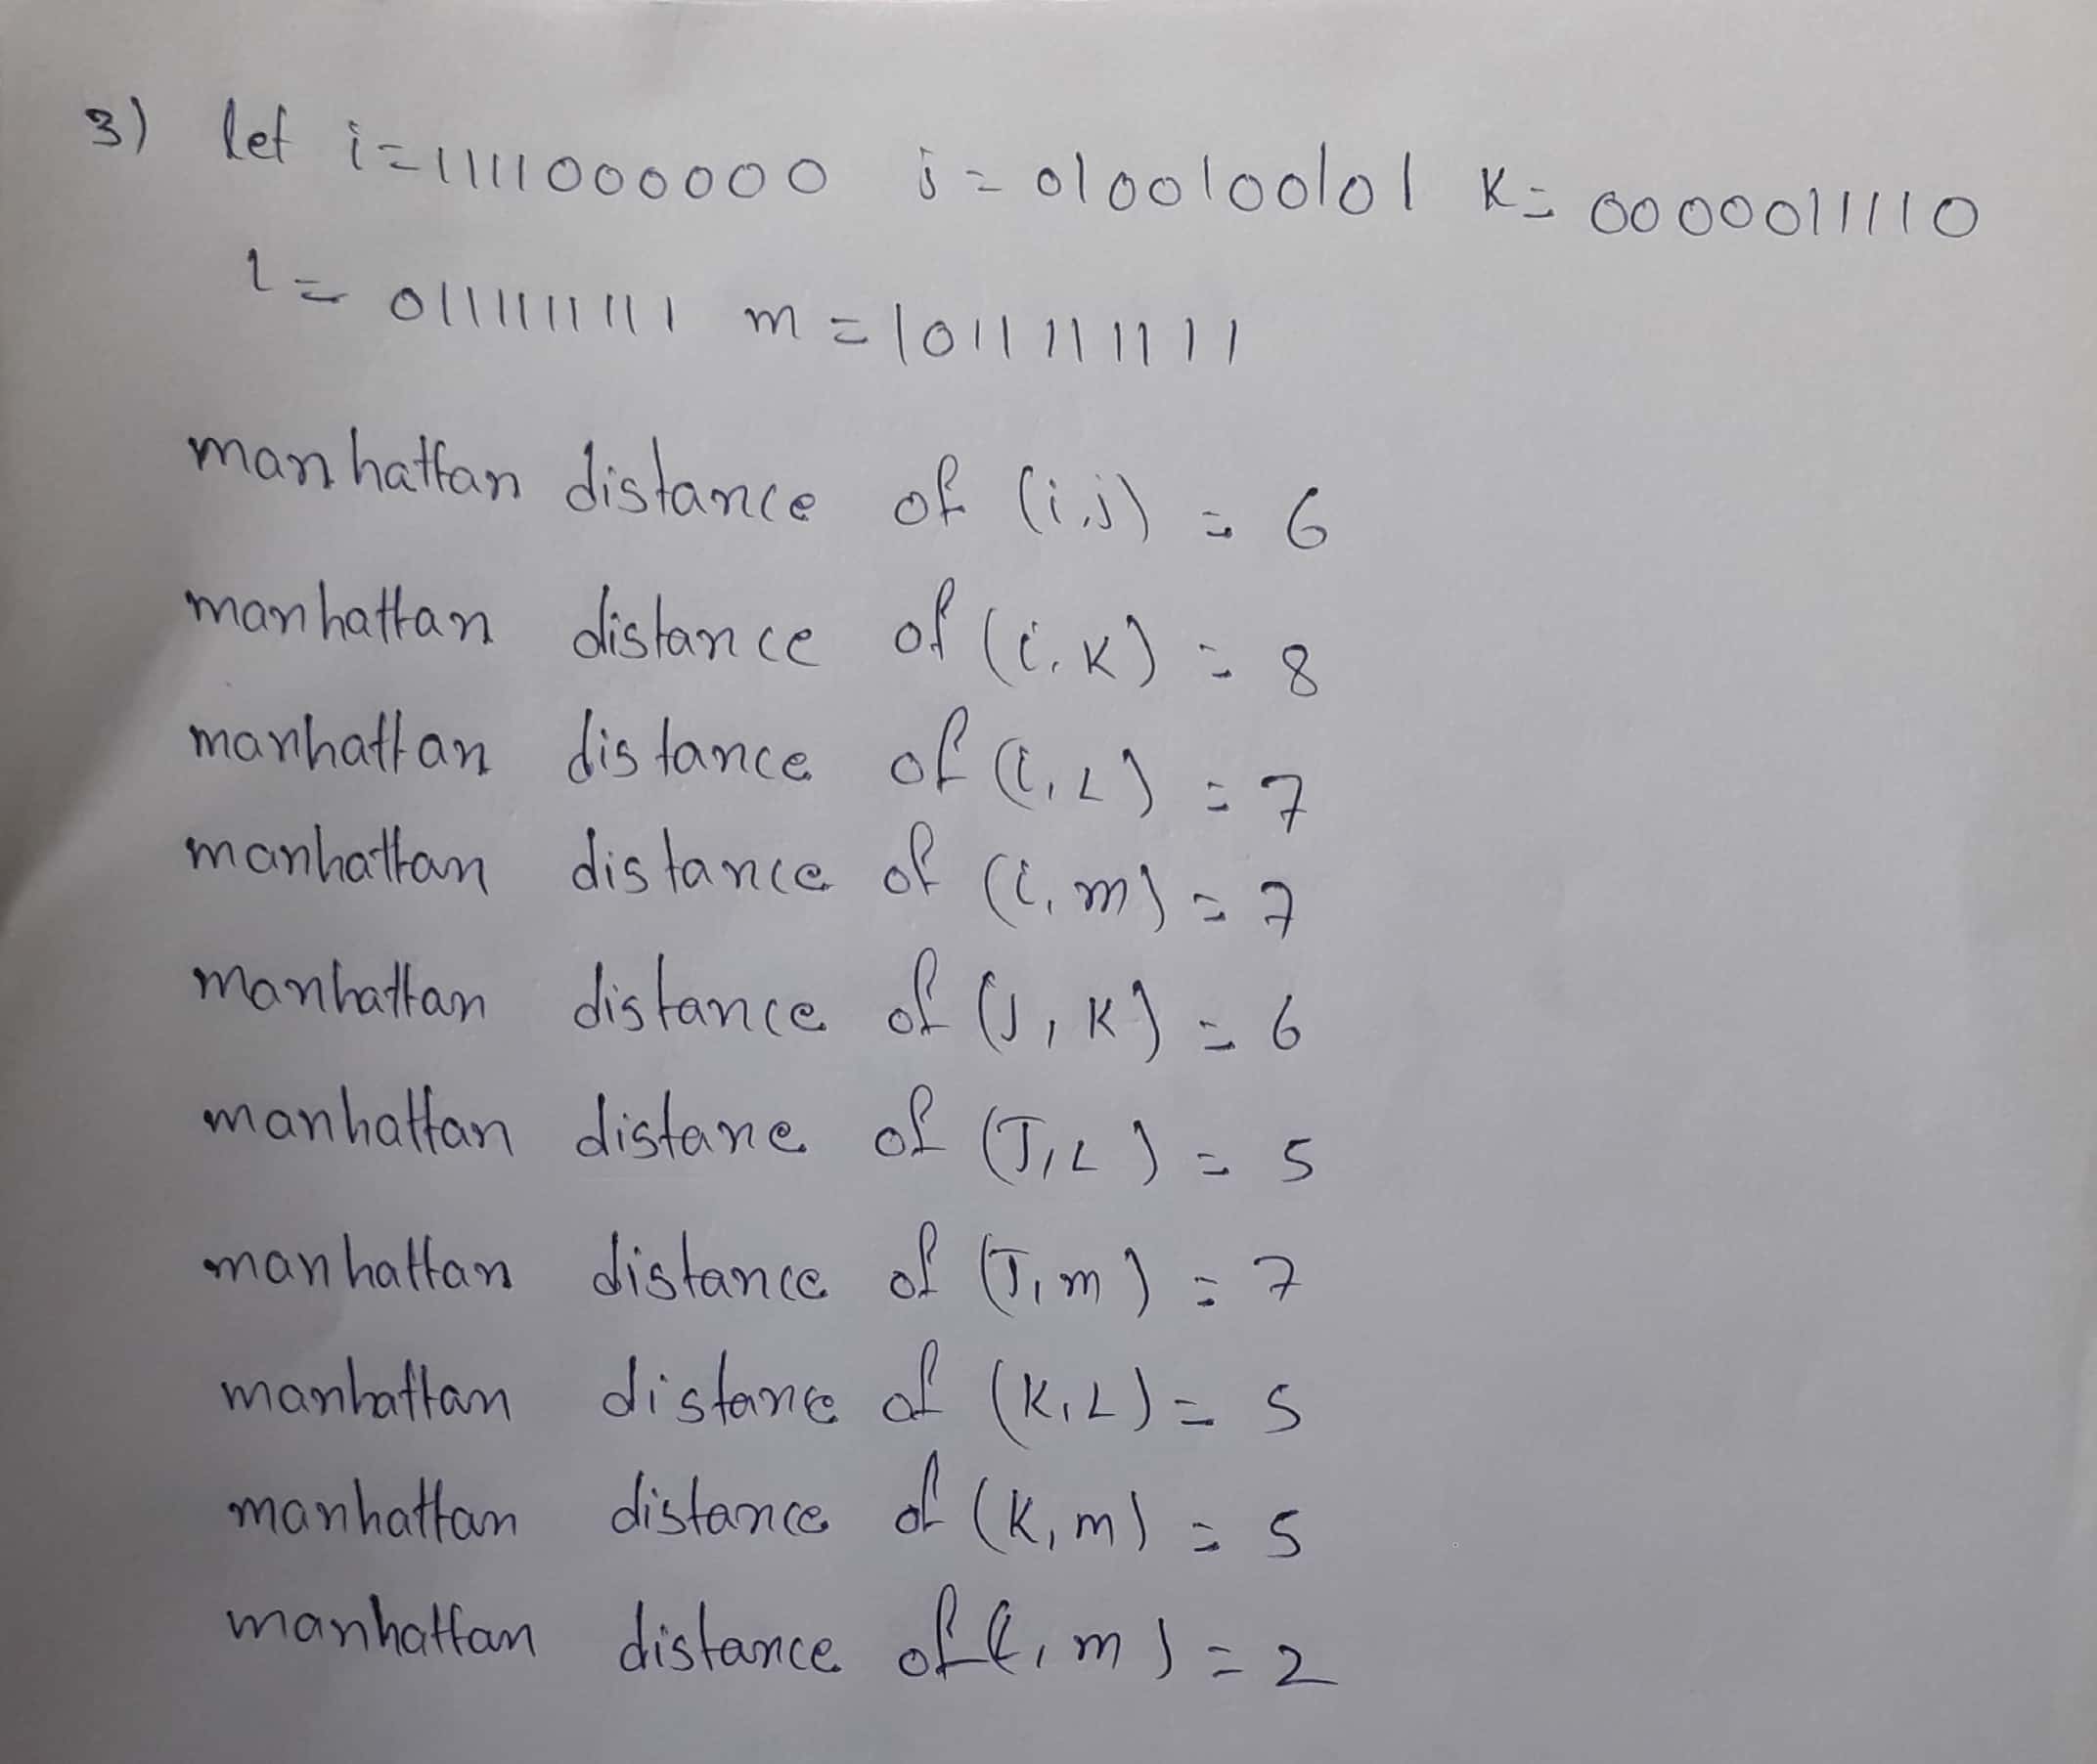 3) let i=1111000000 j = 0100100101 K= 0000011110
l = 0111111111 m = 1011111111
manhattan distance of (i,j) = 6
manhattan distance of (i,K) = 8
manhattan distance of (i,L) = 7
manhattan distance of (i,m) = 7
manhattan distance of (J,K) = 6
manhattan distane of (J,L) = 5
manhattan distance of (J,m) = 7
manhattan distance of (K,L) = 5
manhattan distance of (K,m) = 5
manhattan distance of (L,m) = 2